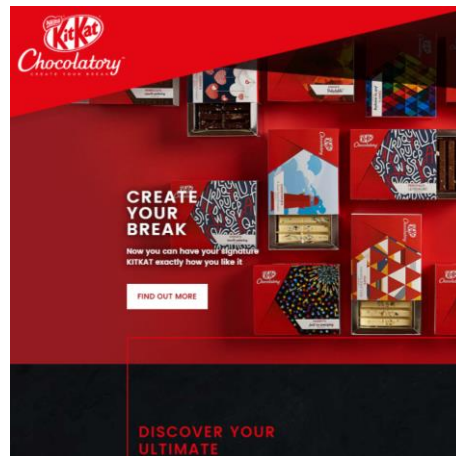 Nestlé
KitKat
Chocolatory
CREATE YOUR BREAK
CREATE
YOUR
BREAK
Now you can have your signature
KITKAT exactly how you like it
FIND OUT MORE
DISCOVER YOUR
ULTIMATE